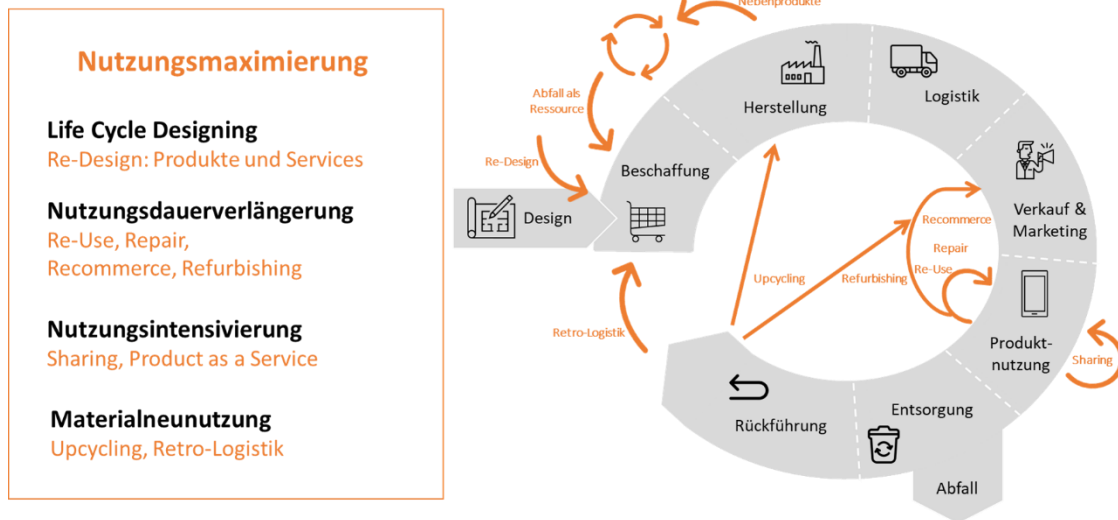 Nutzungsmaximierung
Life Cycle Designing
Re-Design: Produkte und Services
Nutzungsdauerverlängerung
Re-Use, Repair,
Recommerce, Refurbishing
Nutzungsintensivierung
Sharing, Product as a Service
Materialneunutzung
Upcycling, Retro-Logistik
Nebenprodukte
Abfall als
Ressource
Re-Design
Design
Beschaffung
Herstellung
Logistik
Verkauf &
Marketing
Recommerce
Repair
Re-Use
Upcycling
Refurbishing
Retro-Logistik
Produkt-
nutzung
Sharing
Entsorgung
Rückführung
Abfall